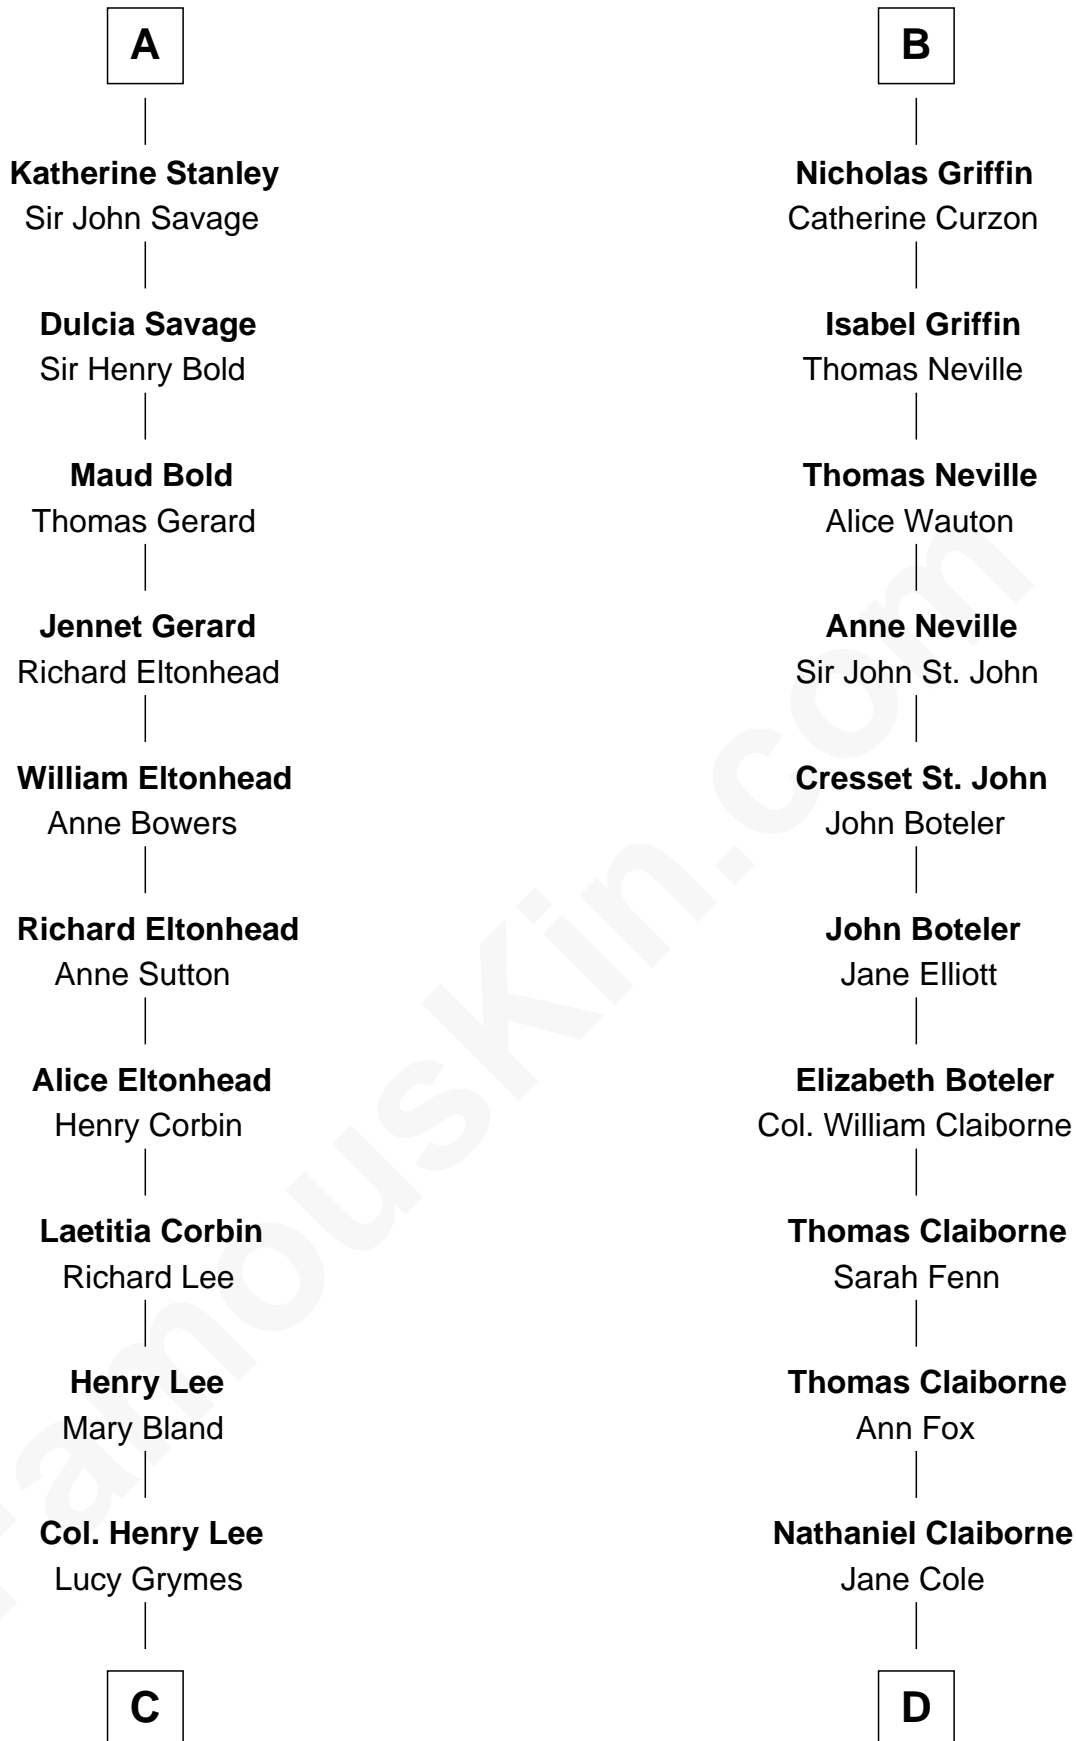 A
Katherine Stanley
Sir John Savage
Dulcia Savage
Sir Henry Bold
Maud Bold
Thomas Gerard
Jennet Gerard
Richard Eltonhead
William Eltonhead
Anne Bowers
Richard Eltonhead
Anne Sutton
Alice Eltonhead
Henry Corbin
Laetitia Corbin
Richard Lee
Henry Lee
Mary Bland
Col. Henry Lee
Lucy Grymes
C
B
Nicholas Griffin
Catherine Curzon
Isabel Griffin
Thomas Neville
Thomas Neville
Alice Wauton
Anne Neville
Sir John St. John
Cresset St. John
John Boteler
John Boteler
Jane Elliott
Elizabeth Boteler
Col. William Claiborne
Thomas Claiborne
Sarah Fenn
Thomas Claiborne
Ann Fox
Nathaniel Claiborne
Jane Cole
D
FamousKin.com